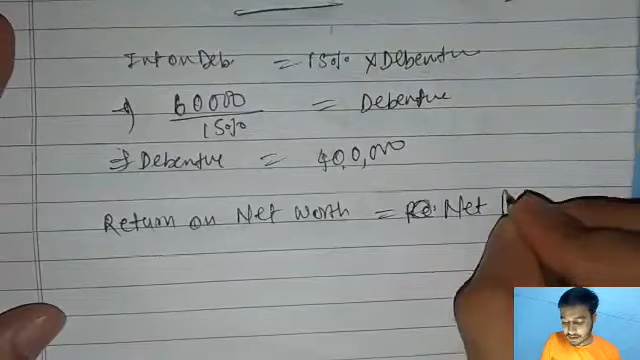 Int on Deb. = 15% x Debenture
⇒ 60000 / 15% = Debenture
⇒ Debenture = 400,000
Return on Net worth = Net